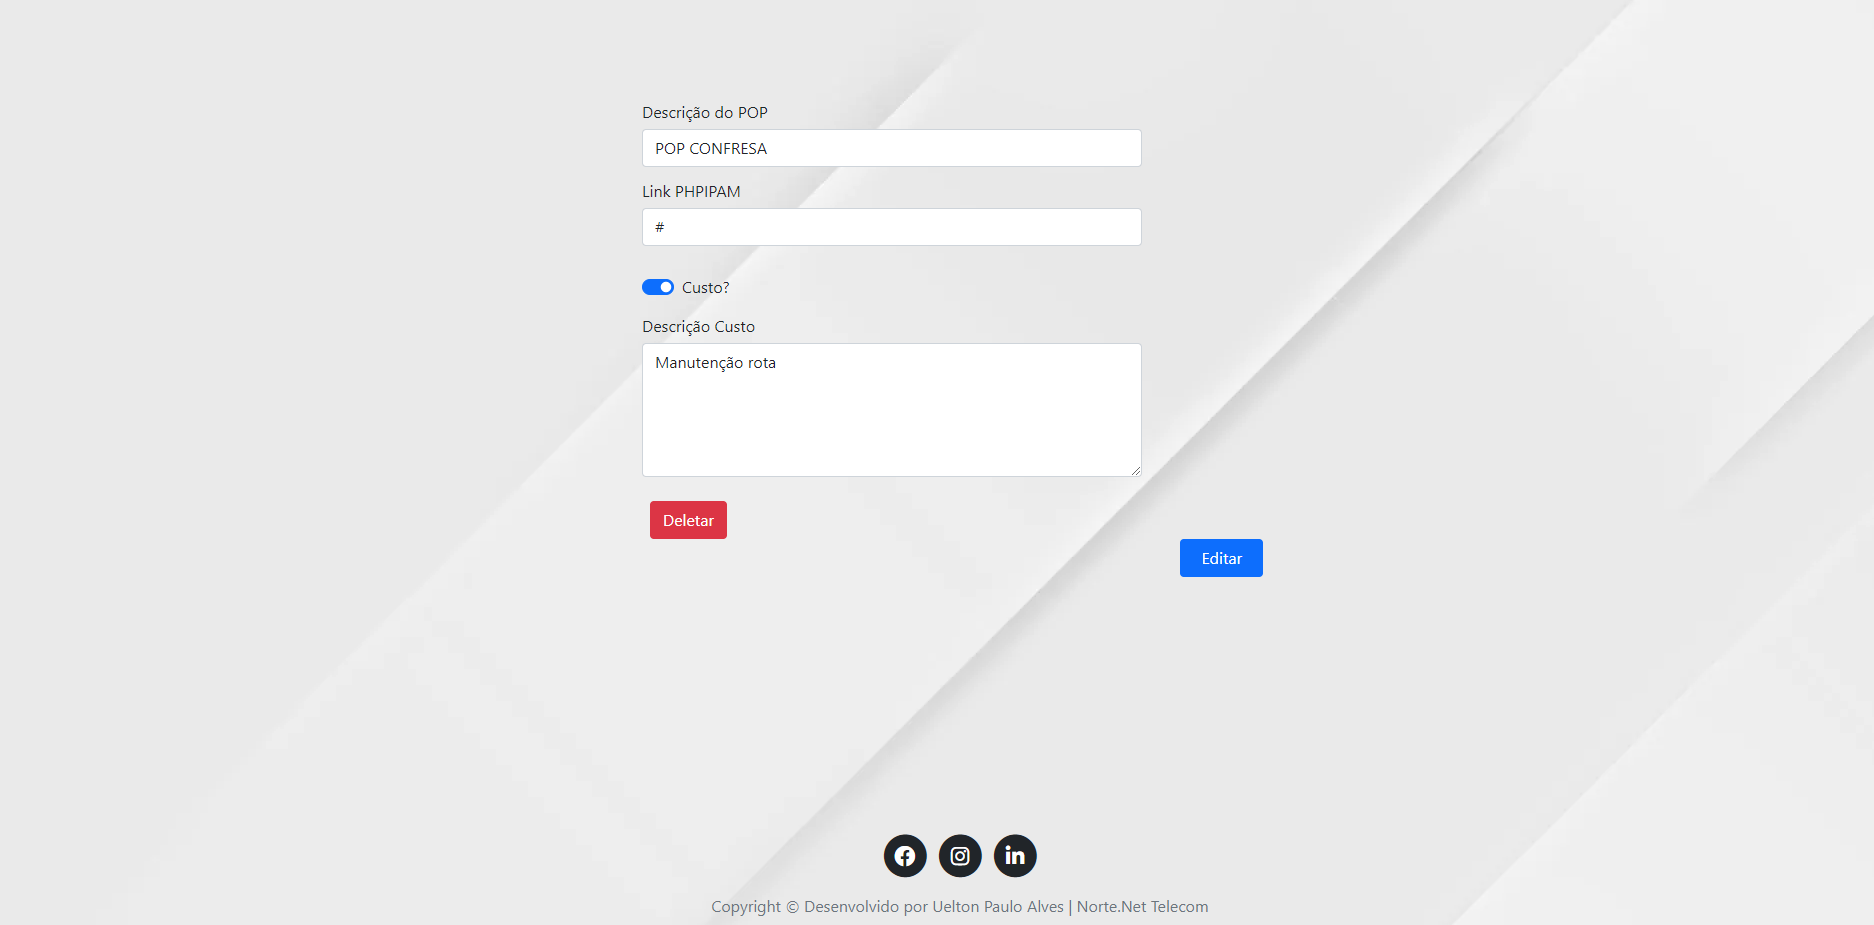 Descrição do POP
POP CONFRESA
Link PHPIPAM
#
Custo?
Descrição Custo
Manutenção rota
Deletar
Editar
Copyright © Desenvolvido por Uelton Paulo Alves | Norte.Net Telecom